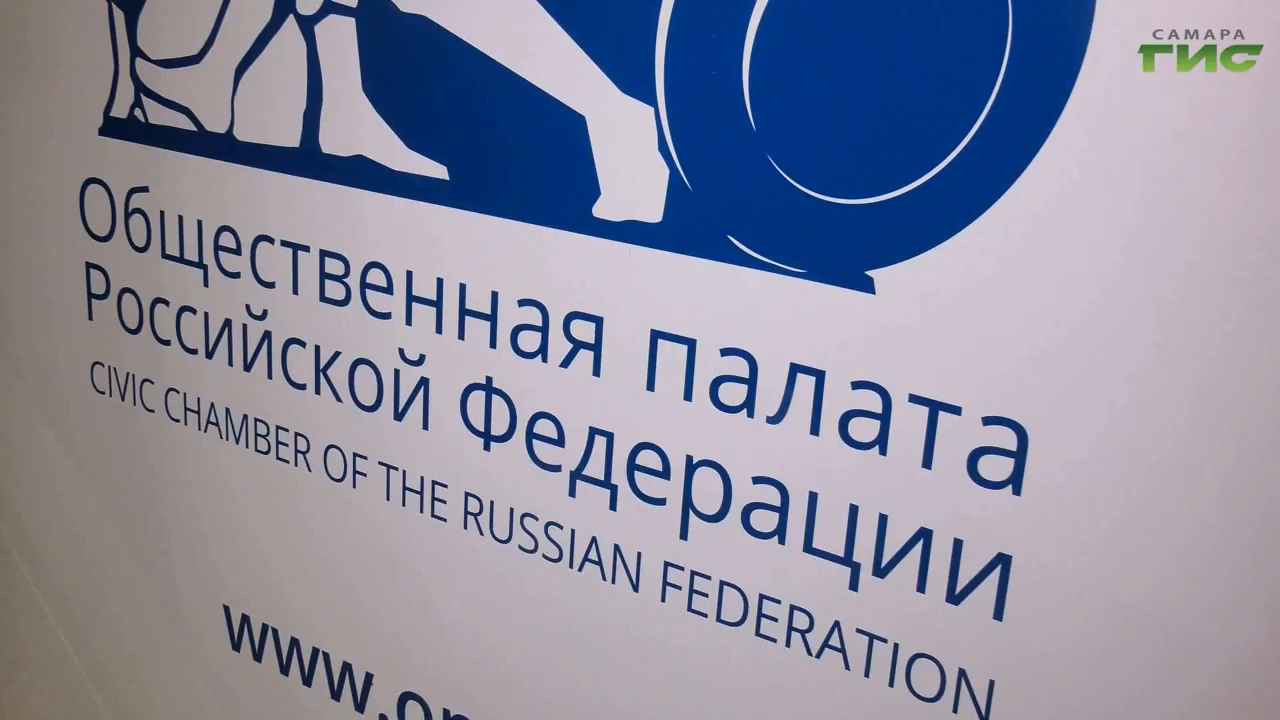 САМАРА
ГИС
Общественная палата
Российской Федерации
CIVIC CHAMBER OF THE RUSSIAN FEDERATION